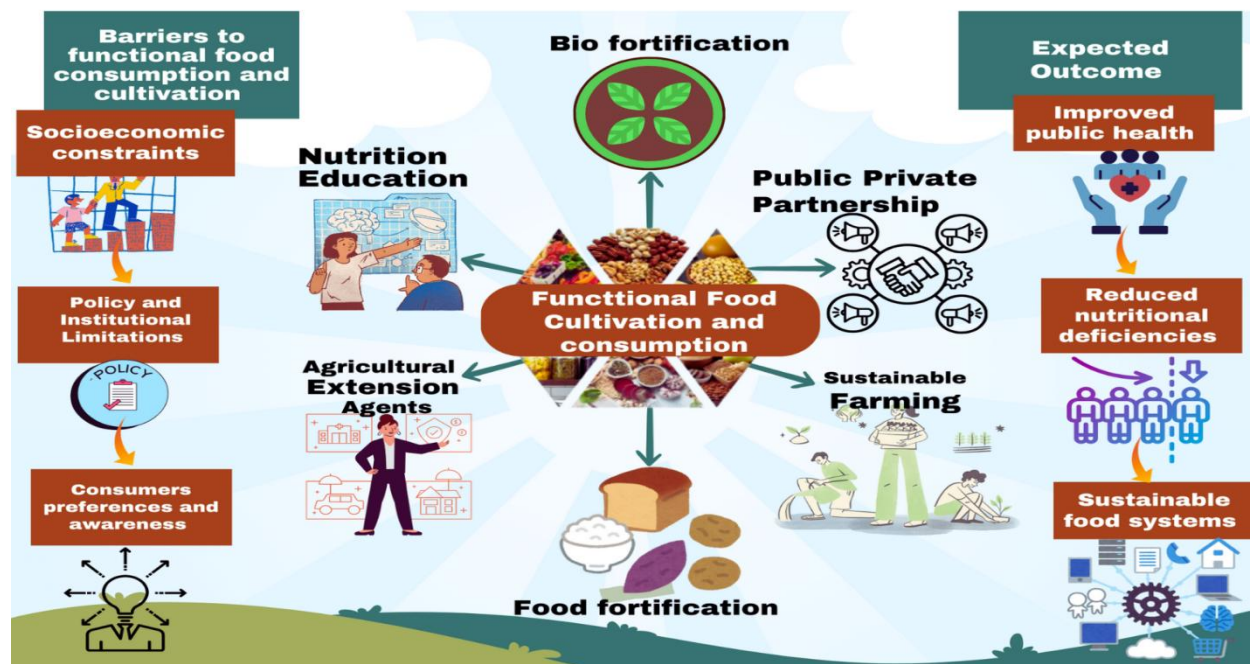 Barriers to
functional food
consumption and
cultivation
Socioeconomic
constraints
Policy and
Institutional
Limitations
POLICY
Consumers
preferences and
awareness
Bio fortification
Nutrition
Education
Public Private
Partnership
Functtional Food
Cultivation and
consumption
Agricultural
Extension
Agents
Sustainable
Farming
Food fortification
Expected
Outcome
Improved
public health
Reduced
nutritional
deficiencies
Sustainable
food systems